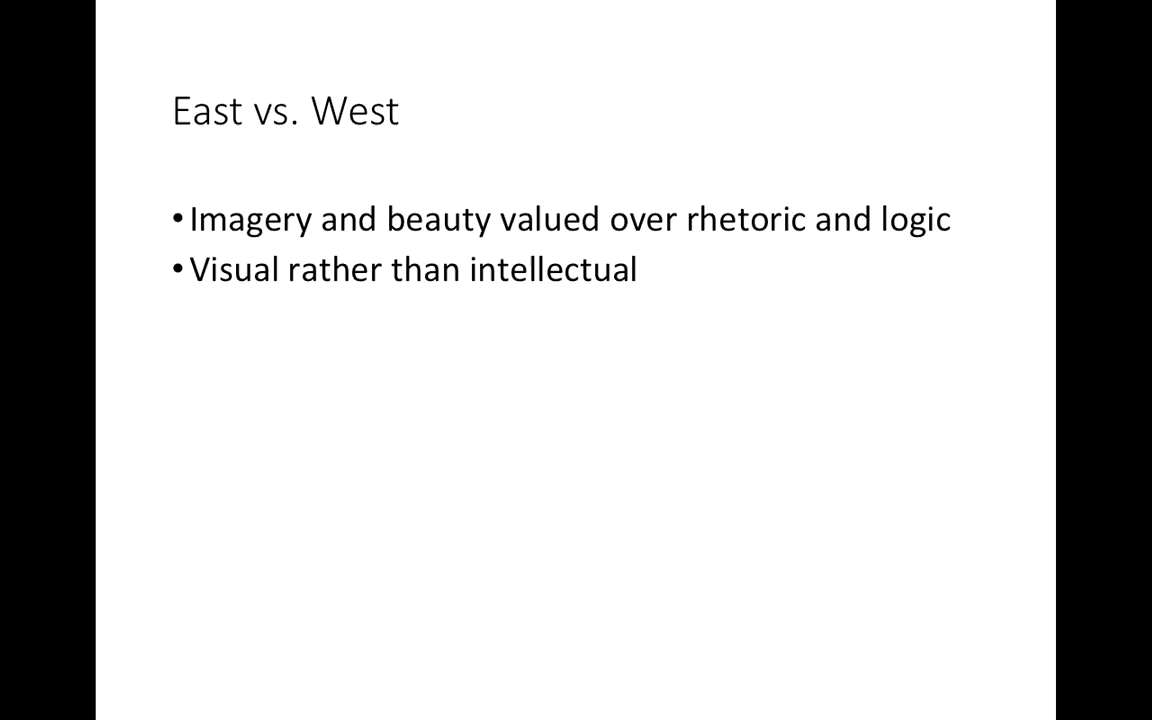 East vs. West
• Imagery and beauty valued over rhetoric and logic
• Visual rather than intellectual